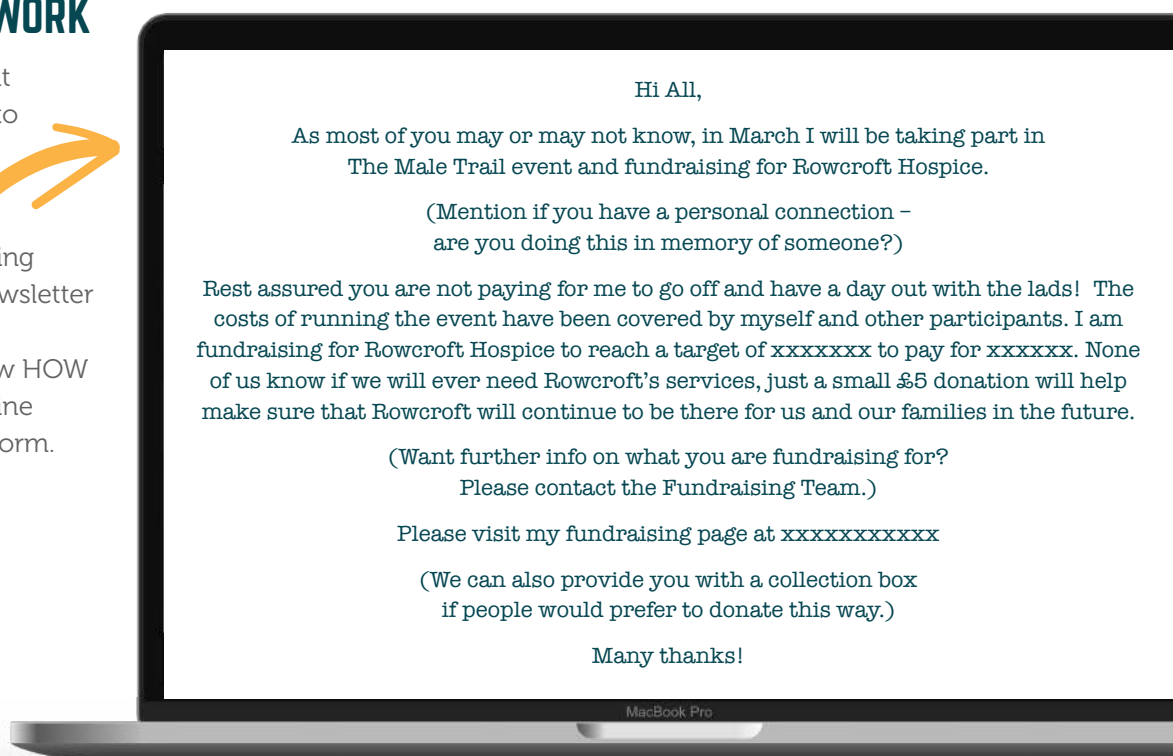 WORK
to
ing
wsletter
w HOW
ine
orm.
Hi All,
As most of you may or may not know, in March I will be taking part in
The Male Trail event and fundraising for Rowcroft Hospice.
(Mention if you have a personal connection –
are you doing this in memory of someone?)
Rest assured you are not paying for me to go off and have a day out with the lads!  The
costs of running the event have been covered by myself and other participants. I am
fundraising for Rowcroft Hospice to reach a target of xxxxxxx to pay for xxxxxx. None
of us know if we will ever need Rowcroft's services, just a small £5 donation will help
make sure that Rowcroft will continue to be there for us and our families in the future.
(Want further info on what you are fundraising for?
Please contact the Fundraising Team.)
Please visit my fundraising page at xxxxxxxxxxx
(We can also provide you with a collection box
if people would prefer to donate this way.)
Many thanks!
MacBook Pro